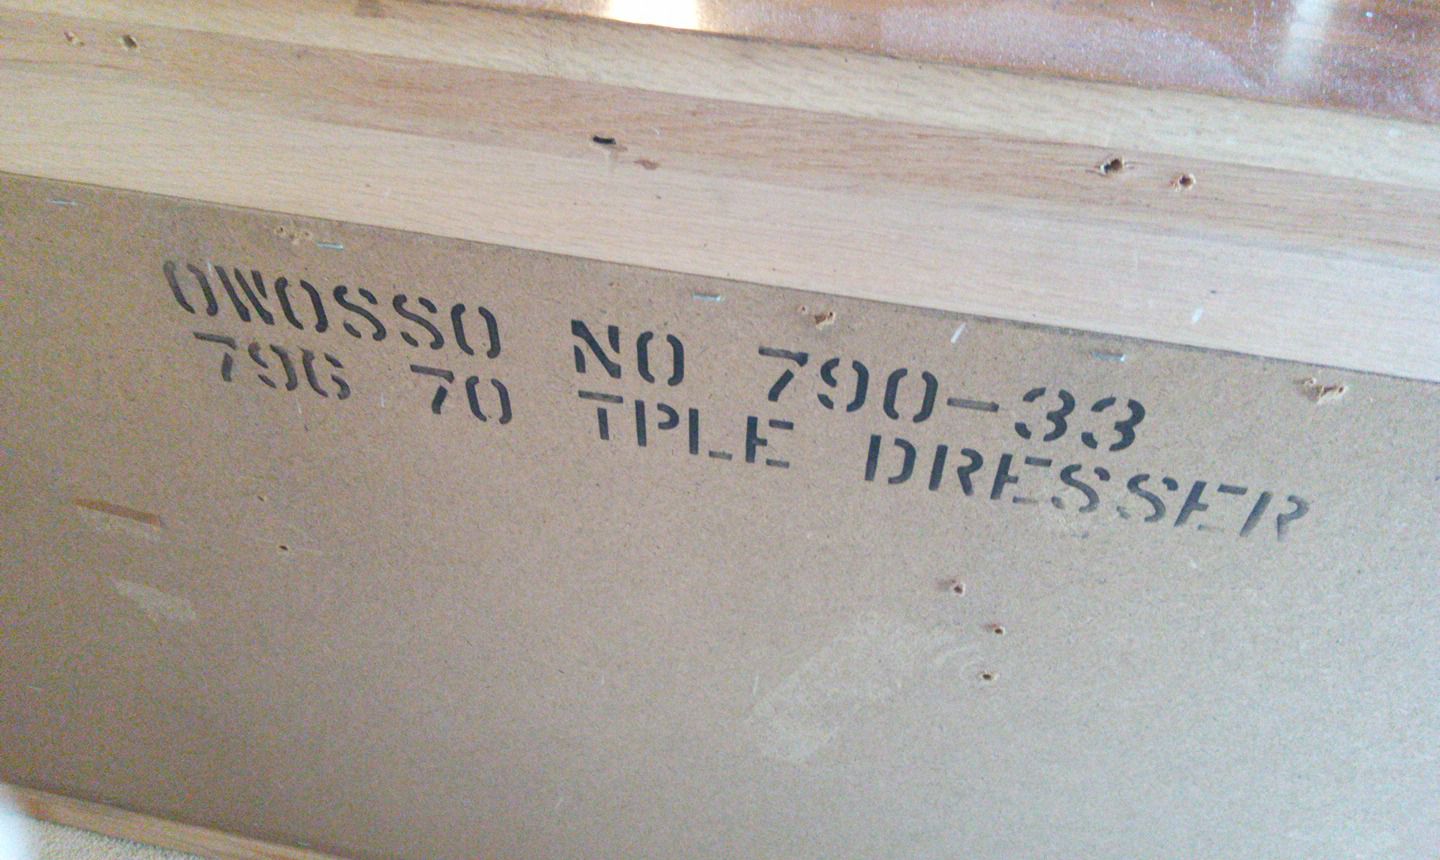 OWOSSO NO 790-33
796 70 TPLE DRESSER